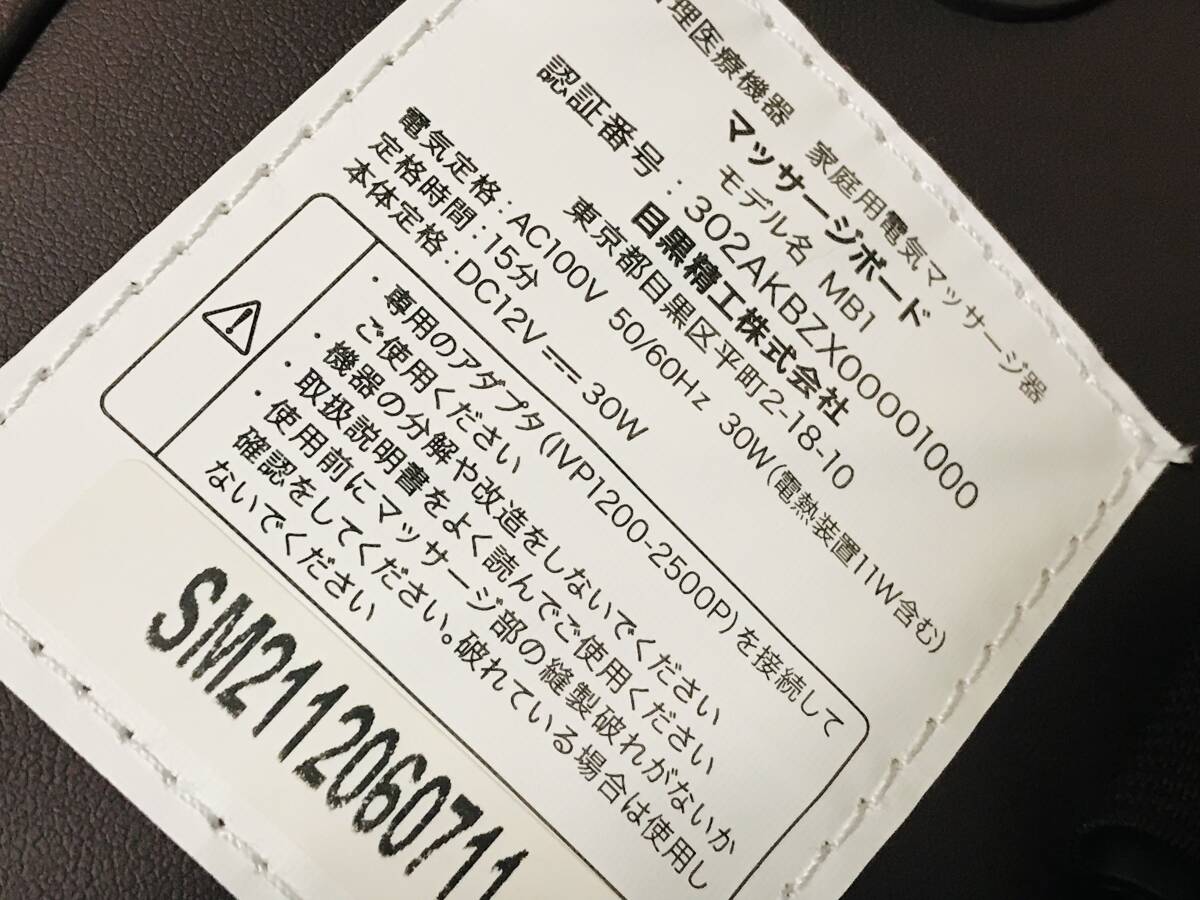 理医療機器 家庭用電気マッサージ器
マッサージボード
モデル名 MB1
認証番号：302AKBZX00001000
目黒精工株式会社
東京都目黒区平町2-18-10
電気定格：AC100V 50/60Hz 30W(電熱装置11W含む)
定格時間：15分
本体定格：DC12V⎓30W
・専用のアダプタ(IVP1200-2500P)を接続して
ご使用ください
・機器の分解や改造をしないでください
・取扱説明書をよく読んでご使用ください
・使用前にマッサージ部の縫製破れがないか
確認をしてください。破れている場合は使用し
ないでください
SM2112060711